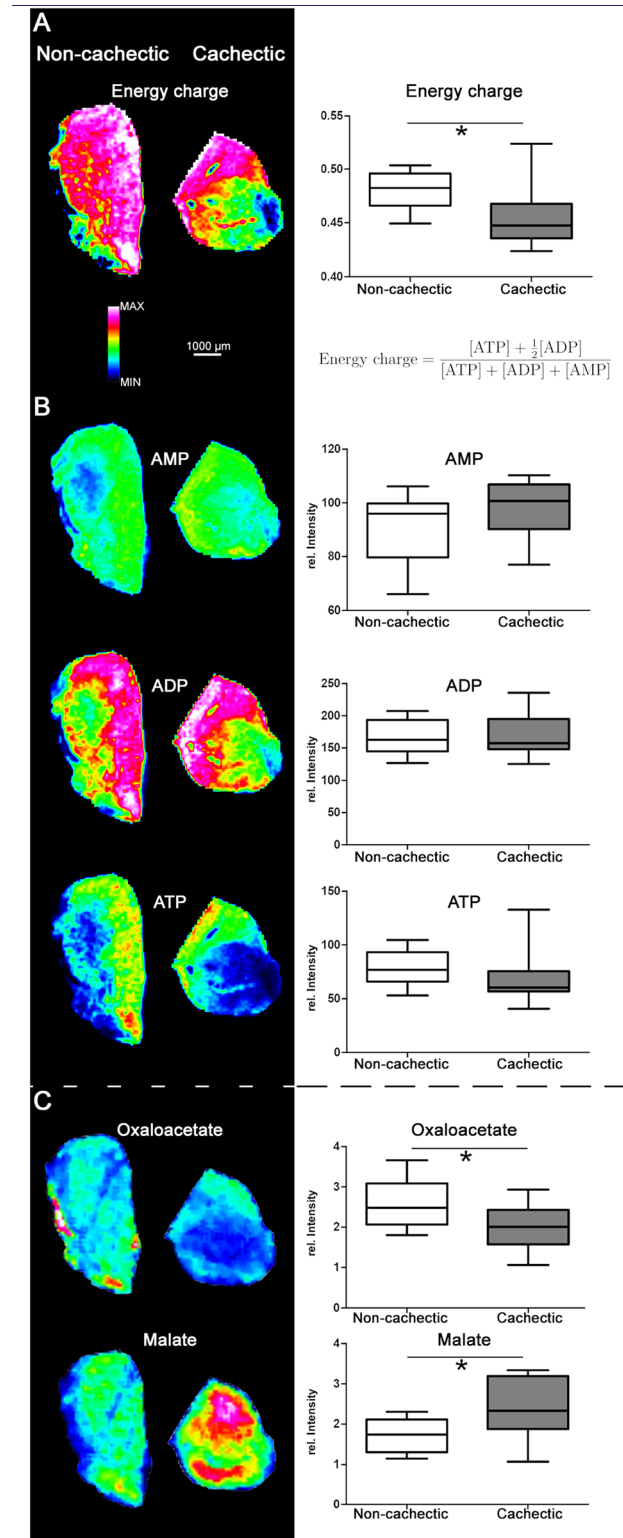 A
Non-cachectic Cachectic
Energy charge
MAX
MIN
1000 µm
Energy charge
0.55
0.50
0.45
0.40
*
Non-cachectic Cachectic
Energy charge = [ATP] + 1/2[ADP] / [ATP] + [ADP] + [AMP]
B
AMP
AMP
rel. Intensity
120
100
80
60
Non-cachectic Cachectic
ADP
ADP
rel. Intensity
250
200
150
100
50
0
Non-cachectic Cachectic
ATP
ATP
rel. Intensity
150
100
50
0
Non-cachectic Cachectic
C
Oxaloacetate
Oxaloacetate
rel. Intensity
4
3
2
1
0
*
Non-cachectic Cachectic
Malate
Malate
rel. Intensity
4
3
2
1
0
*
Non-cachectic Cachectic